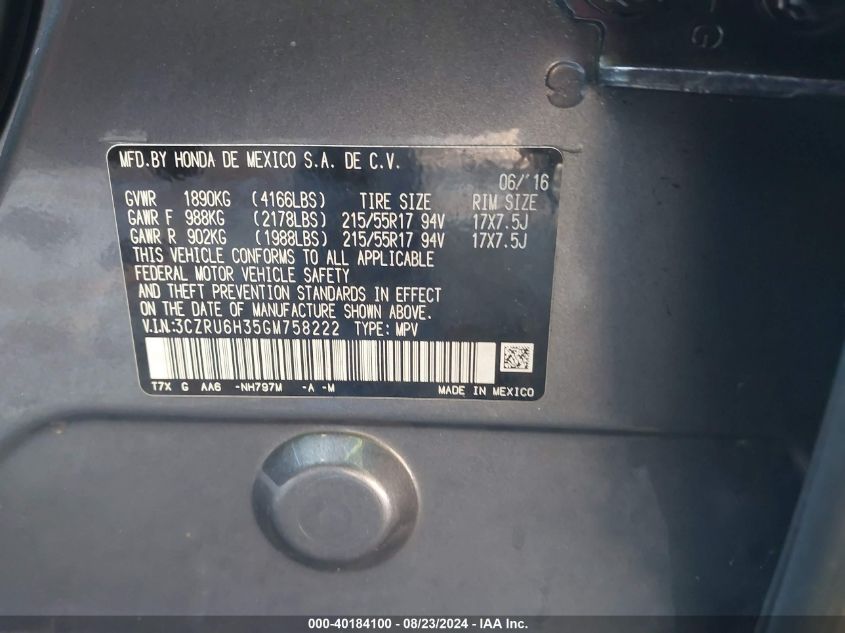 MFD.BY HONDA DE MEXICO S.A. DE C.V.
06/'16
GVWR 1890KG (4166LBS) TIRE SIZE RIM SIZE
GAWR F 988KG (2178LBS) 215/55R17 94V 17X7.5J
GAWR R 902KG (1988LBS) 215/55R17 94V 17X7.5J
THIS VEHICLE CONFORMS TO ALL APPLICABLE
FEDERAL MOTOR VEHICLE SAFETY
AND THEFT PREVENTION STANDARDS IN EFFECT
ON THE DATE OF MANUFACTURE SHOWN ABOVE.
V.I.N:3CZRU6H35GM758222 TYPE: MPV
T7X G AA6 -NH797M -A -M MADE IN MEXICO
000-40184100 - 08/23/2024 - IAA Inc.